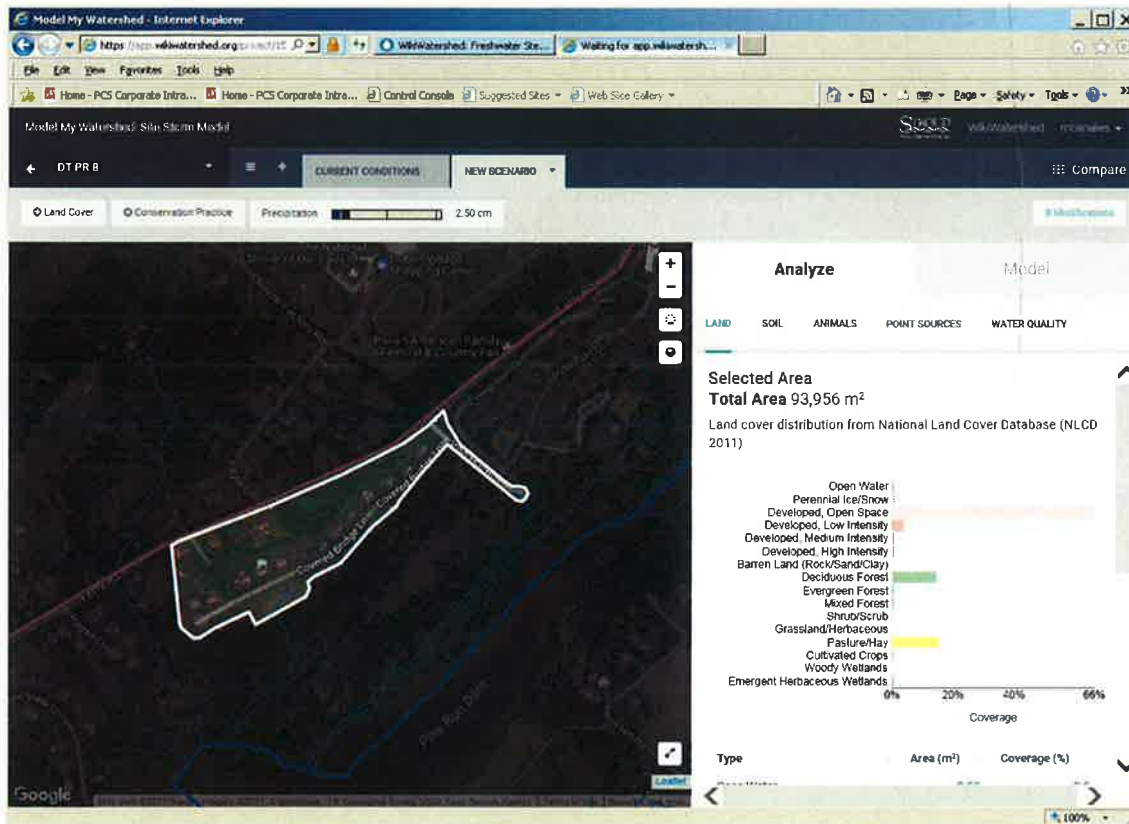 Model My Watershed - Internet Explorer
WikiWatershed: Freshwater Ste...
Waiting for app.wikiwatersh...
File Edit View Favorites Tools Help
Home - PCS Corporate Intra... Home - PCS Corporate Intra... Control Console Suggested Sites Web Slice Gallery
Page Safety Tools
Model My Watershed: Site Storm Model
WikiWatershed
DT PR B
CURRENT CONDITIONS
NEW SCENARIO
Compare
Land Cover
Conservation Practice
Precipitation
2.50 cm
+
−
Covered Bridge
Pine Run Dam
Google
Leaflet
Analyze
Model
LAND SOIL ANIMALS POINT SOURCES WATER QUALITY
Selected Area
Total Area 93,956 m²
Land cover distribution from National Land Cover Database (NLCD
2011)
Open Water
Perennial Ice/Snow
Developed, Open Space
Developed, Low Intensity
Developed, Medium Intensity
Developed, High Intensity
Barren Land (Rock/Sand/Clay)
Deciduous Forest
Evergreen Forest
Mixed Forest
Shrub/Scrub
Grassland/Herbaceous
Pasture/Hay
Cultivated Crops
Woody Wetlands
Emergent Herbaceous Wetlands
0% 20% 40% 66%
Coverage
Type Area (m²) Coverage (%)
100%